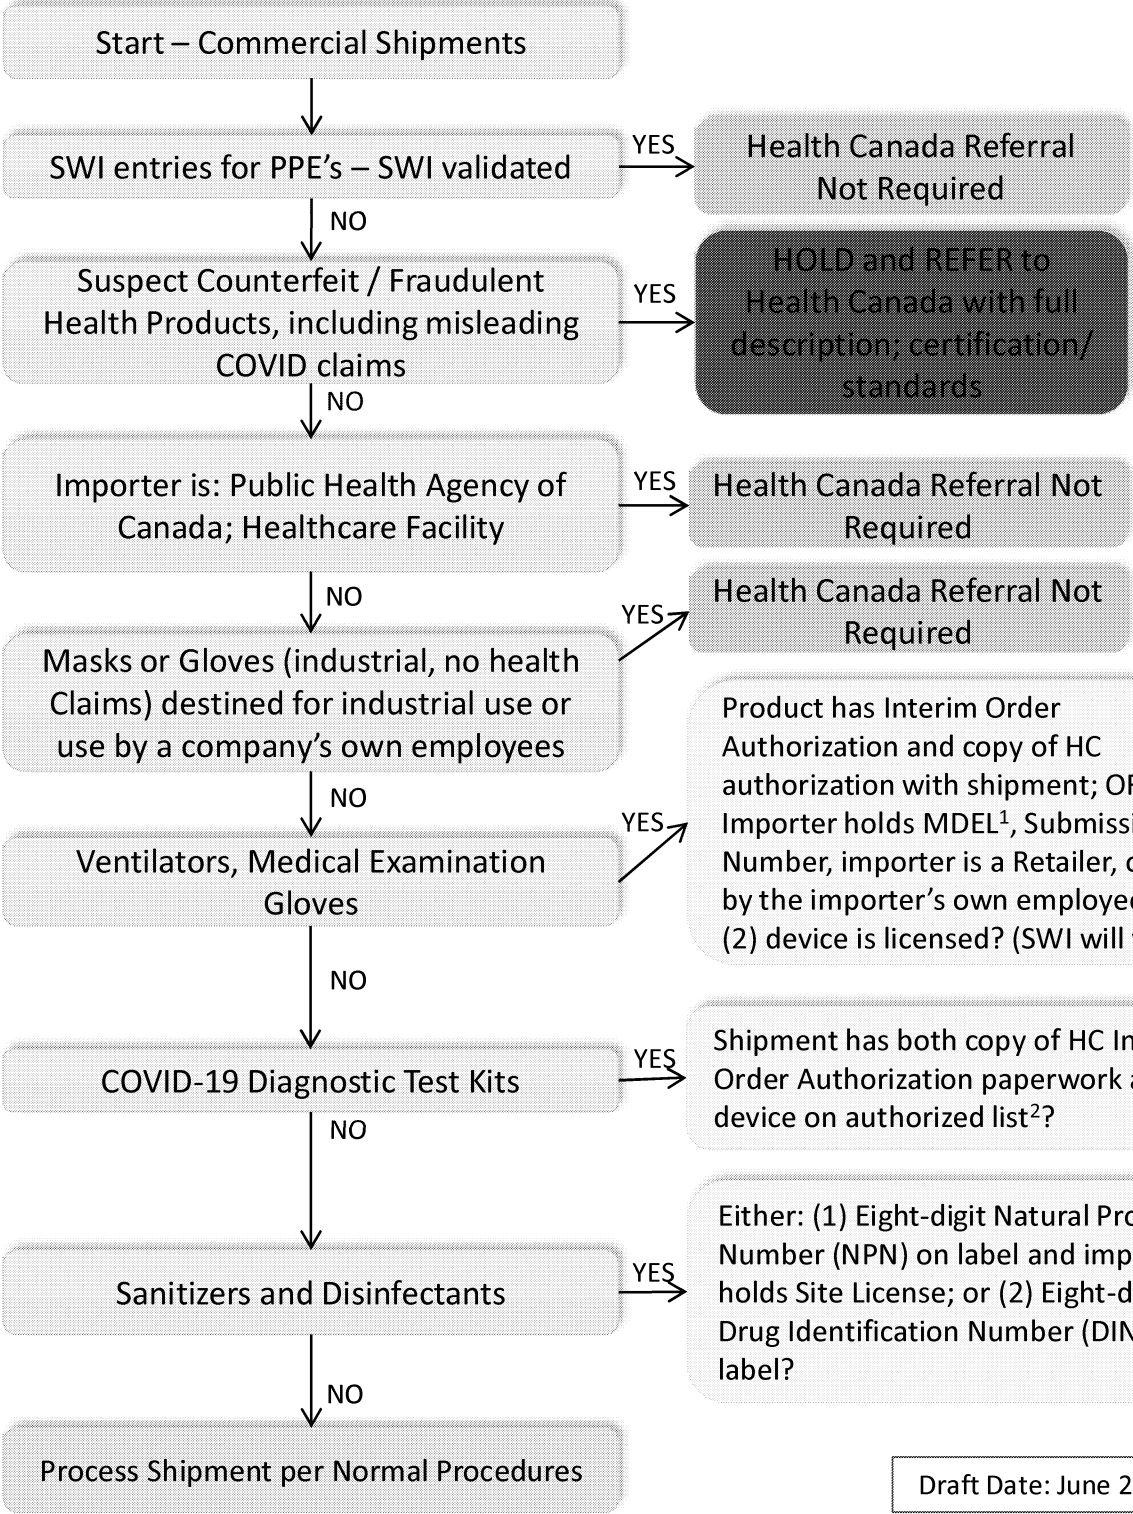 Start – Commercial Shipments
SWI entries for PPE's – SWI validated
YES
Health Canada Referral
Not Required
NO
Suspect Counterfeit / Fraudulent
Health Products, including misleading
COVID claims
YES
HOLD and REFER to
Health Canada with full
description; certification/
standards
NO
Importer is: Public Health Agency of
Canada; Healthcare Facility
YES
Health Canada Referral Not
Required
NO
Masks or Gloves (industrial, no health
Claims) destined for industrial use or
use by a company's own employees
YES
Health Canada Referral Not
Required
NO
Ventilators, Medical Examination
Gloves
YES
Product has Interim Order
Authorization and copy of HC
authorization with shipment;
Importer holds MDEL¹,
Number, importer is a Retailer,
by the importer's own
(2) device is licensed? (SWI will
NO
COVID-19 Diagnostic Test Kits
YES
Shipment has both copy of HC
Order Authorization paperwork
device on authorized list²?
NO
Sanitizers and Disinfectants
YES
Either: (1) Eight-digit Natural
Number (NPN) on label and
holds Site License; or (2)
Drug Identification Number (DIN
label?
NO
Process Shipment per Normal Procedures
Draft Date: June